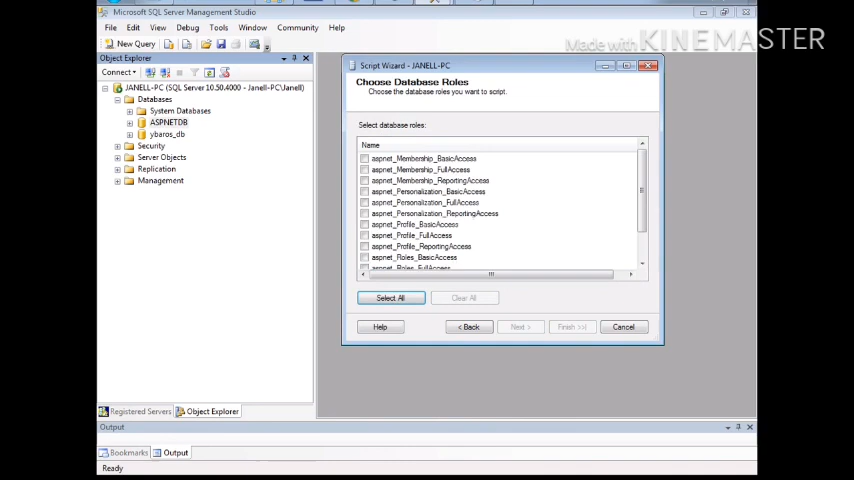 Microsoft SQL Server Management Studio
File Edit View Debug Tools Window Community Help
New Query
Made with KINEMASTER
Object Explorer
Connect
JANELL-PC (SQL Server 10.50.4000 - Janell-PC\Janell)
Databases
System Databases
ASPNETDB
ybaros_db
Security
Server Objects
Replication
Management
Script Wizard - JANELL-PC
Choose Database Roles
Choose the database roles you want to script.
Select database roles:
Name
aspnet_Membership_BasicAccess
aspnet_Membership_FullAccess
aspnet_Membership_ReportingAccess
aspnet_Personalization_BasicAccess
aspnet_Personalization_FullAccess
aspnet_Personalization_ReportingAccess
aspnet_Profile_BasicAccess
aspnet_Profile_FullAccess
aspnet_Profile_ReportingAccess
aspnet_Roles_BasicAccess
aspnet_Roles_FullAccess
Select All Clear All
Help < Back Next > Finish >>| Cancel
Registered Servers Object Explorer
Output
Bookmarks Output
Ready